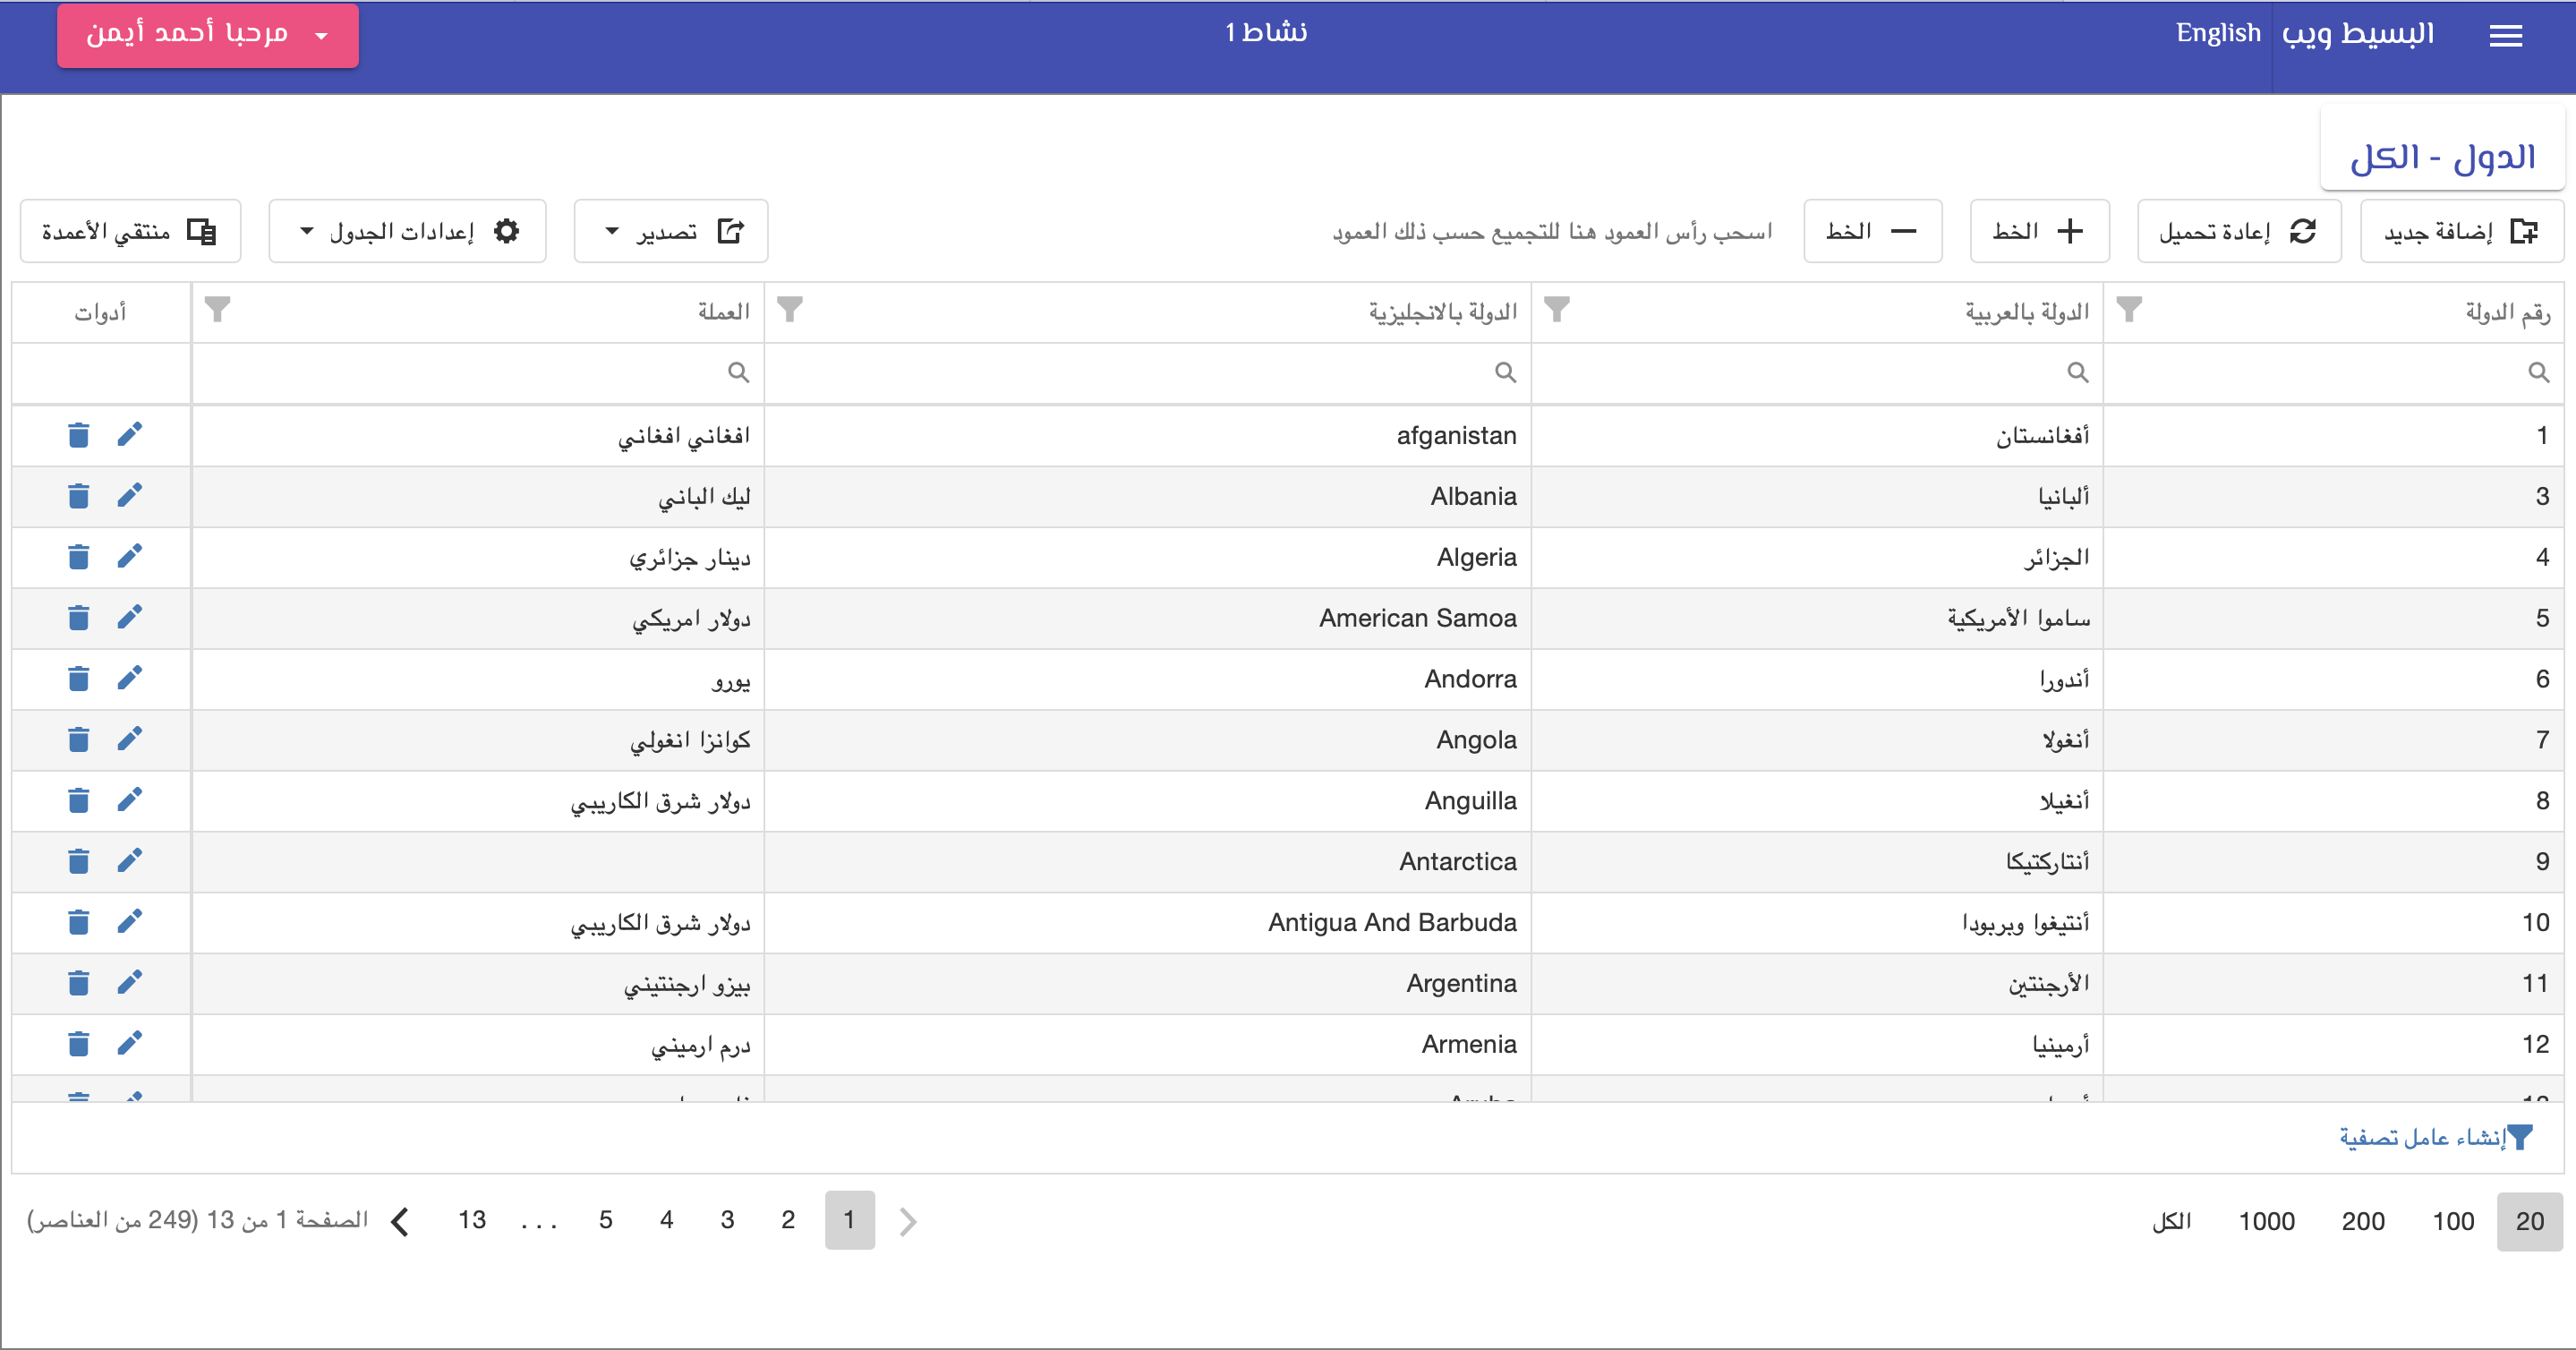 البسيط ويب English نشاط 1 مرحبا أحمد أيمن
الدول - الكل
إضافة جديد إعادة تحميل الخط الخط اسحب رأس العمود هنا للتجميع حسب ذلك العمود تصدير إعدادات الجدول منتقي الأعمدة
رقم الدولة الدولة بالعربية الدولة بالانجليزية العملة أدوات
1 أفغانستان afganistan افغاني افغاني
3 ألبانيا Albania ليك الباني
4 الجزائر Algeria دينار جزائري
5 ساموا الأمريكية American Samoa دولار امريكي
6 أندورا Andorra يورو
7 أنغولا Angola كوانزا انغولي
8 أنغيلا Anguilla دولار شرق الكاريبي
9 أنتاركتيكا Antarctica
10 أنتيغوا وبربودا Antigua And Barbuda دولار شرق الكاريبي
11 الأرجنتين Argentina بيزو ارجنتيني
12 أرمينيا Armenia درم ارميني
إنشاء عامل تصفية
20 100 200 1000 الكل 1 2 3 4 5 . . . 13 الصفحة 1 من 13 (249 من العناصر)